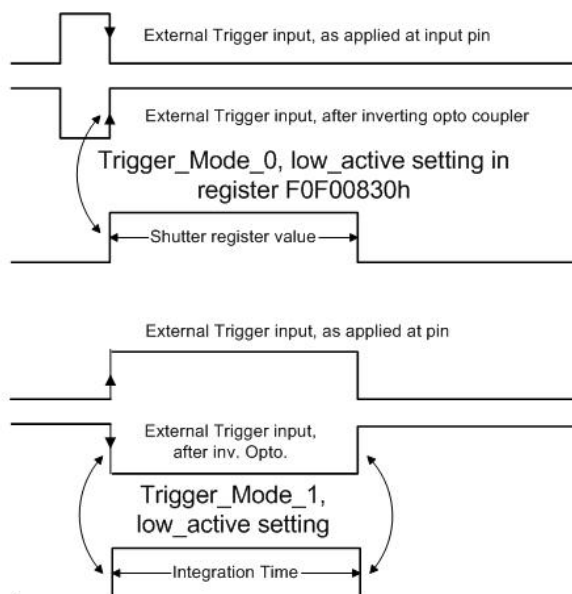 External Trigger input, as applied at input pin
External Trigger input, after inverting opto coupler
Trigger_Mode_0, low_active setting in
register F0F00830h
Shutter register value
External Trigger input, as applied at pin
External Trigger input,
after inv. Opto.
Trigger_Mode_1,
low_active setting
Integration Time